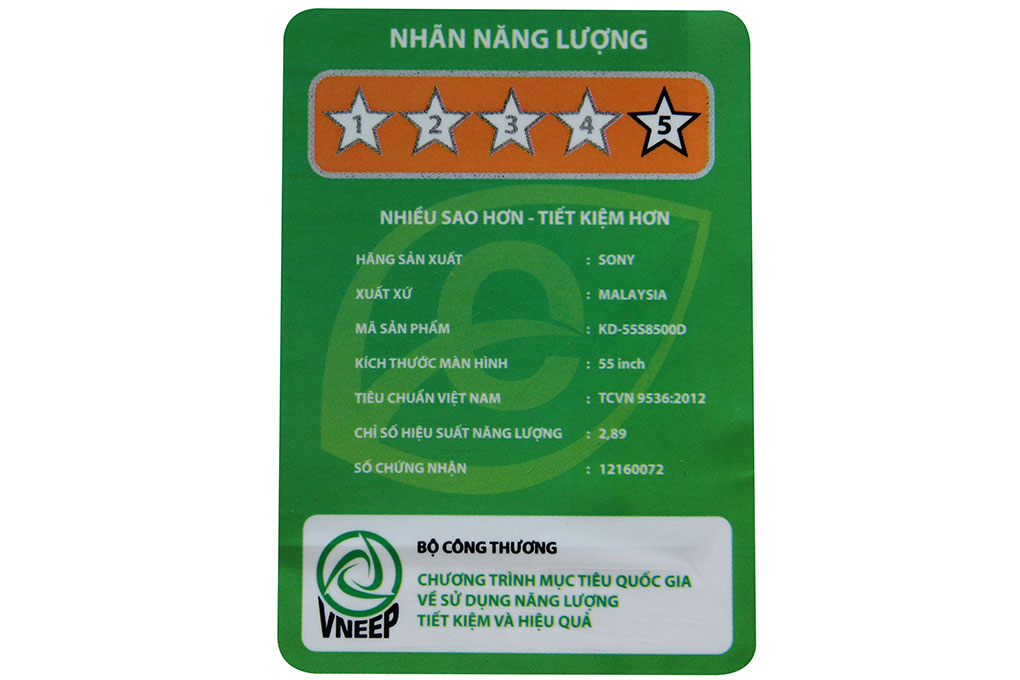 NHÃN NĂNG LƯỢNG
1 2 3 4 5
NHIỀU SAO HƠN - TIẾT KIỆM HƠN
HÃNG SẢN XUẤT : SONY
XUẤT XỨ : MALAYSIA
MÃ SẢN PHẨM : KD-55S8500D
KÍCH THƯỚC MÀN HÌNH : 55 inch
TIÊU CHUẨN VIỆT NAM : TCVN 9536:2012
CHỈ SỐ HIỆU SUẤT NĂNG LƯỢNG : 2,89
SỐ CHỨNG NHẬN : 12160072
BỘ CÔNG THƯƠNG
CHƯƠNG TRÌNH MỤC TIÊU QUỐC GIA
VỀ SỬ DỤNG NĂNG LƯỢNG
TIẾT KIỆM VÀ HIỆU QUẢ
VNEEP